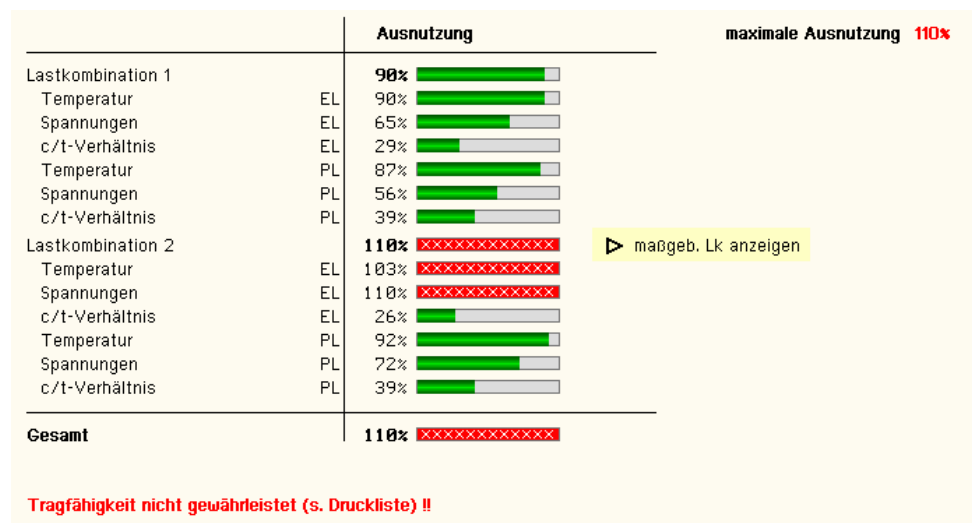 Ausnutzung maximale Ausnutzung 110%
Lastkombination 1 90%
Temperatur EL 90%
Spannungen EL 65%
c/t-Verhältnis EL 29%
Temperatur PL 87%
Spannungen PL 56%
c/t-Verhältnis PL 39%
Lastkombination 2 110% maßgeb. Lk anzeigen
Temperatur EL 103%
Spannungen EL 110%
c/t-Verhältnis EL 26%
Temperatur PL 92%
Spannungen PL 72%
c/t-Verhältnis PL 39%
Gesamt 110%
Tragfähigkeit nicht gewährleistet (s. Druckliste) !!